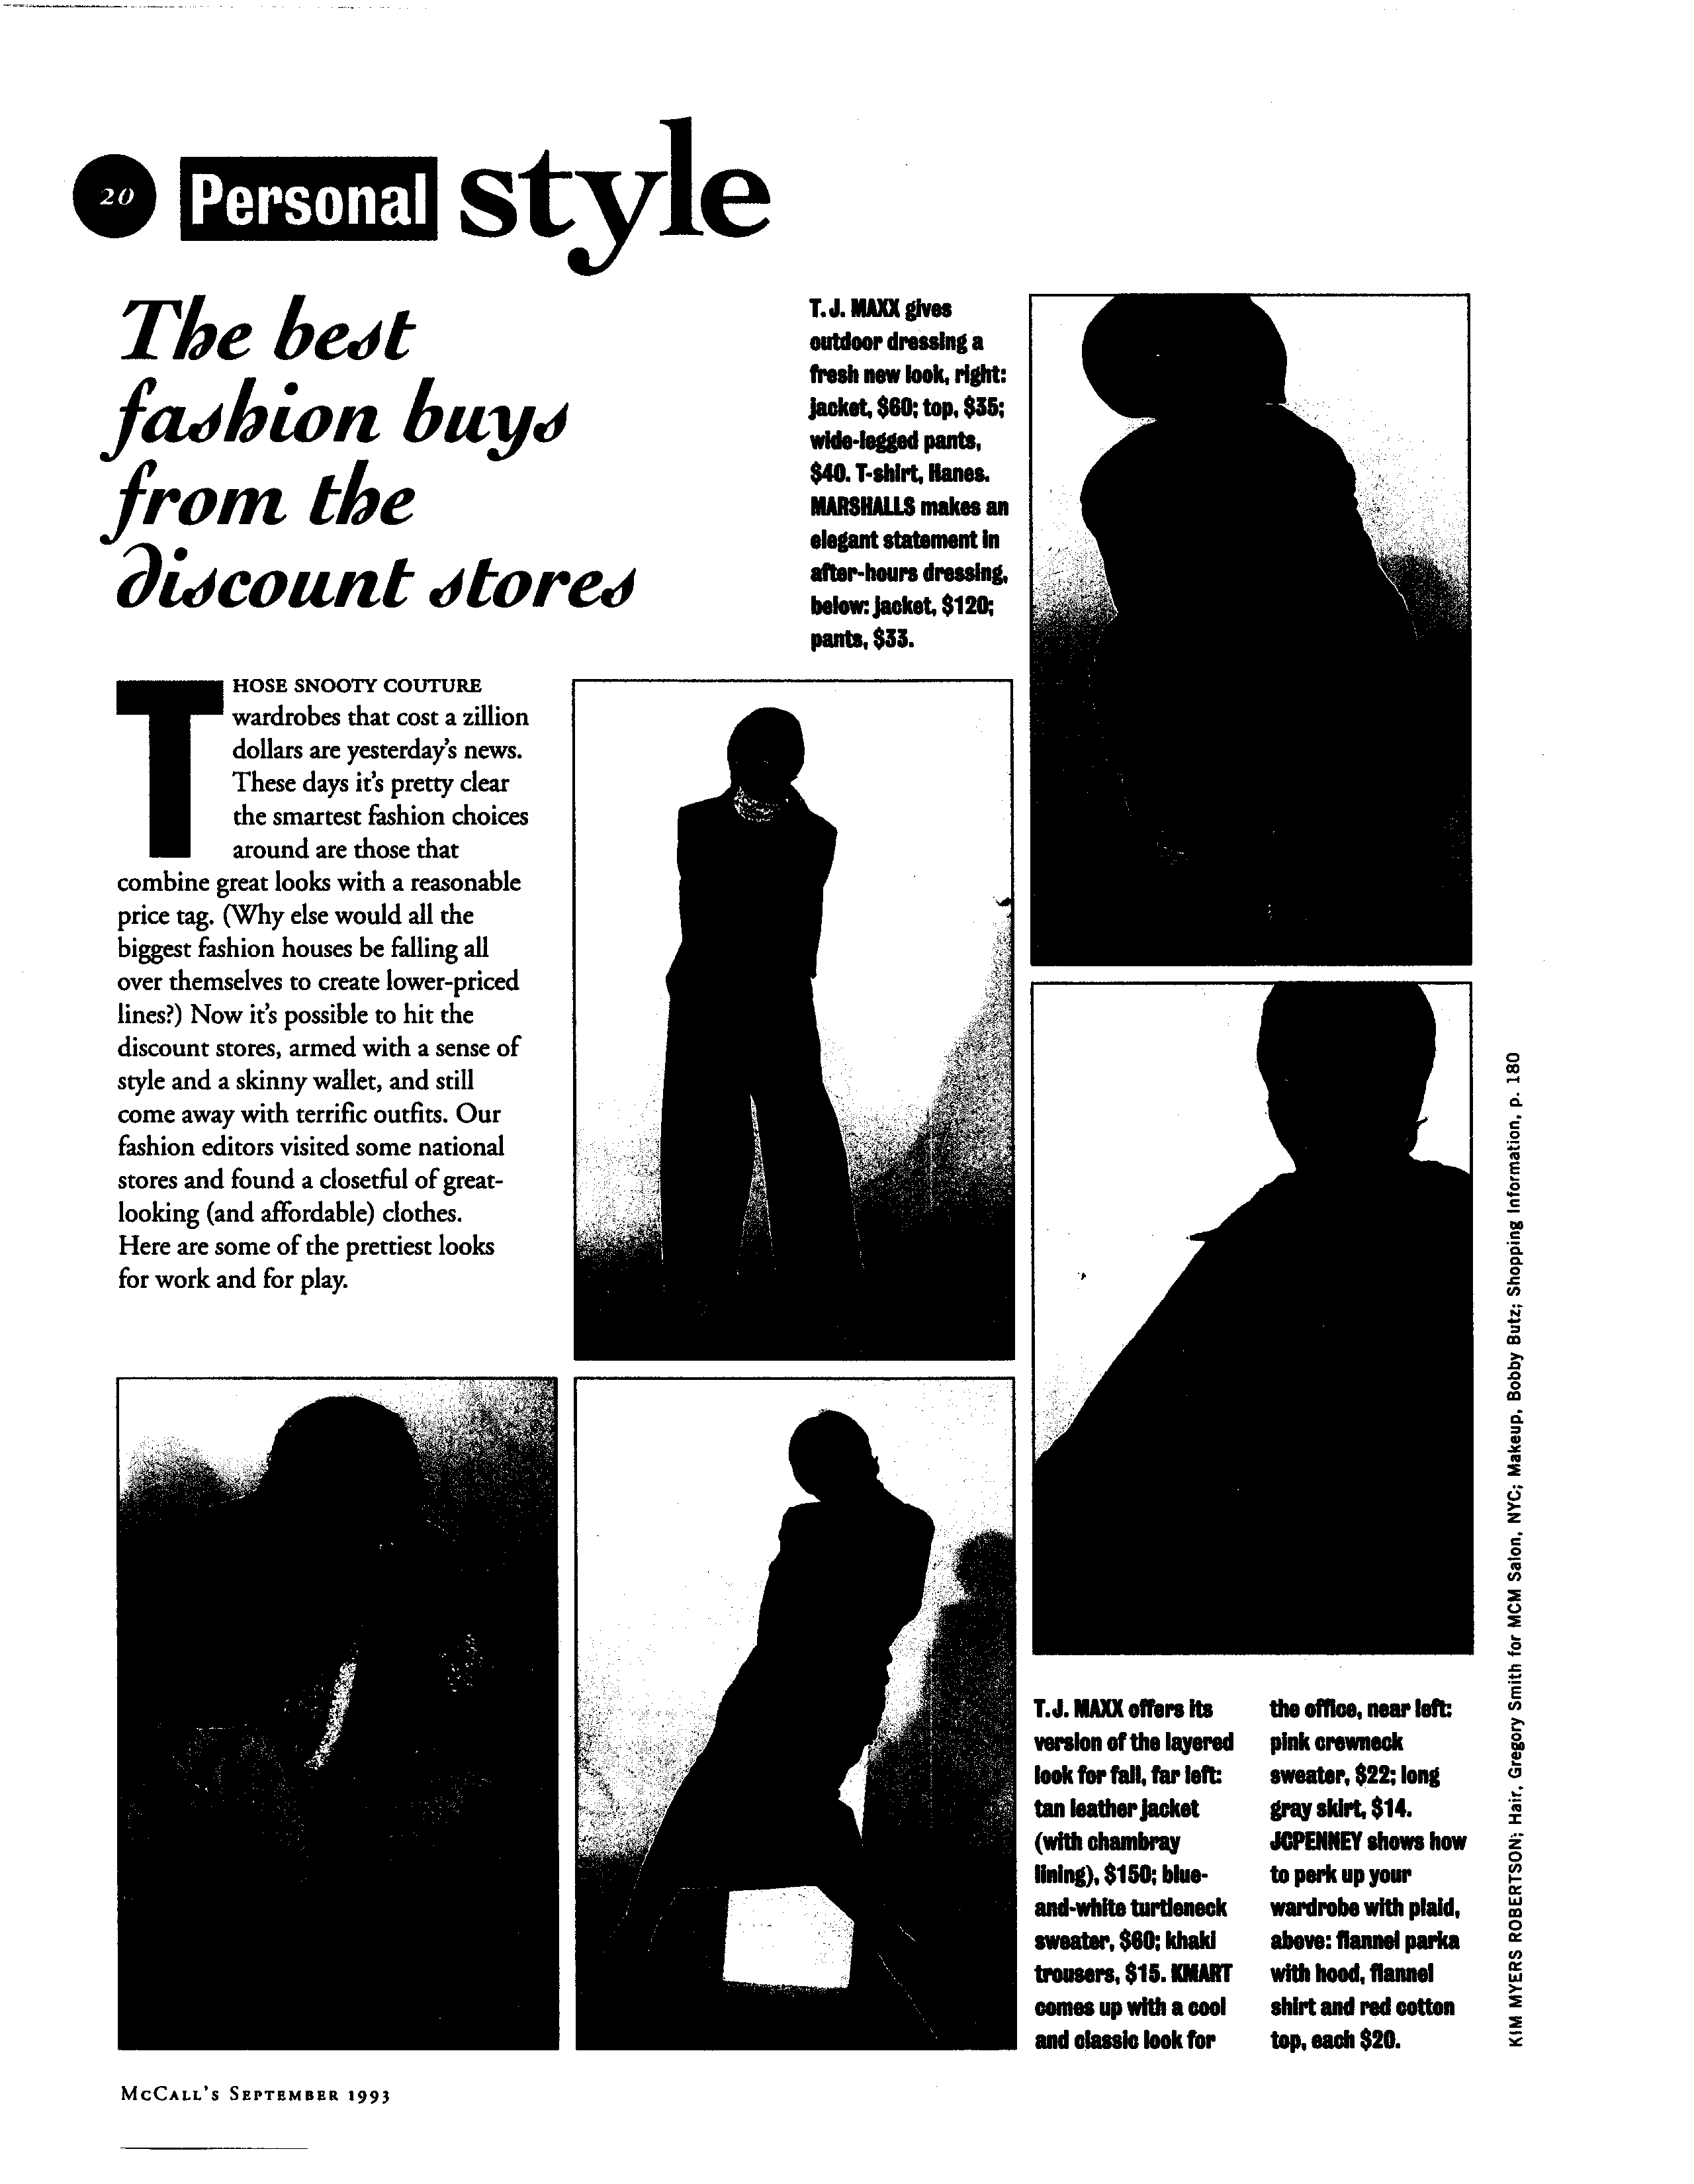 20 Personal style
The best
fashion buys
from the
discount stores
THOSE SNOOTY COUTURE
wardrobes that cost a zillion
dollars are yesterday's news.
These days it's pretty clear
the smartest fashion choices
around are those that
combine great looks with a reasonable
price tag. (Why else would all the
biggest fashion houses be falling all
over themselves to create lower-priced
lines?) Now it's possible to hit the
discount stores, armed with a sense of
style and a skinny wallet, and still
come away with terrific outfits. Our
fashion editors visited some national
stores and found a closetful of great-
looking (and affordable) clothes.
Here are some of the prettiest looks
for work and for play.
T.J. MAXX gives
outdoor dressing a
fresh new look, right:
jacket, $60; top, $35;
wide-legged pants,
$40. T-shirt, Hanes.
MARSHALLS makes an
elegant statement in
after-hours dressing,
below: jacket, $120;
pants, $33.
T.J. MAXX offers its
version of the layered
look for fall, far left:
tan leather jacket
(with chambray
lining), $150; blue-
and-white turtleneck
sweater, $60; khaki
trousers, $15. KMART
comes up with a cool
and classic look for
the office, near left:
pink crewneck
sweater, $22; long
gray skirt, $14.
JCPENNEY shows how
to perk up your
wardrobe with plaid,
above: flannel parka
with hood, flannel
shirt and red cotton
top, each $20.
KIM MYERS ROBERTSON; Hair, Gregory Smith for MCM Salon, NYC; Makeup, Bobby Butz; Shopping Information, p. 180
MCCALL'S SEPTEMBER 1993